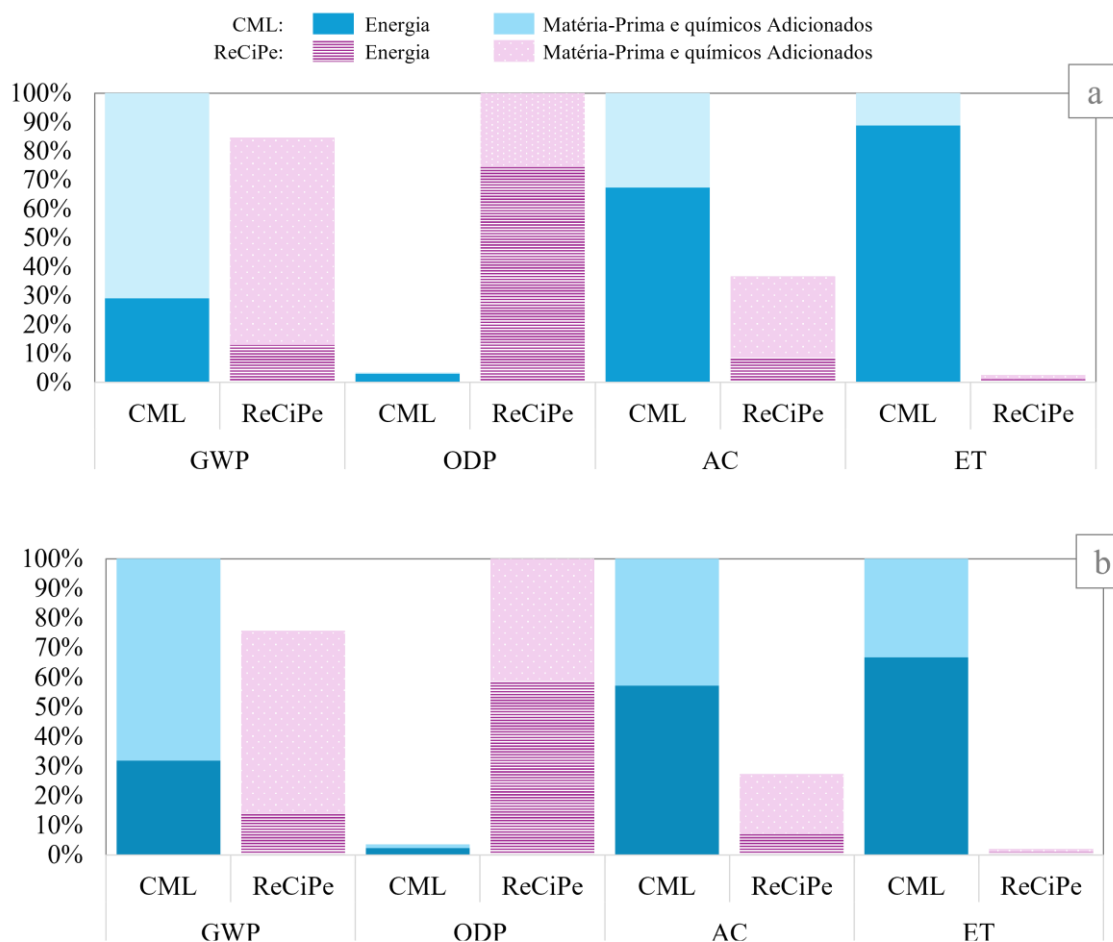 CML: Energia Matéria-Prima e químicos Adicionados
ReCiPe: Energia Matéria-Prima e químicos Adicionados
a
100%
90%
80%
70%
60%
50%
40%
30%
20%
10%
0%
CML ReCiPe CML ReCiPe CML ReCiPe CML ReCiPe
GWP ODP AC ET
b
100%
90%
80%
70%
60%
50%
40%
30%
20%
10%
0%
CML ReCiPe CML ReCiPe CML ReCiPe CML ReCiPe
GWP ODP AC ET